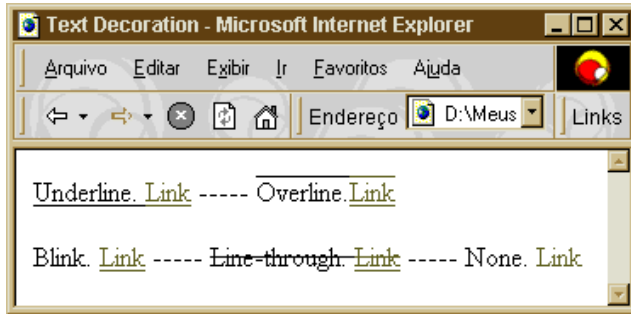 Text Decoration - Microsoft Internet Explorer
Arquivo Editar Exibir Ir Favoritos Ajuda
Endereço D:\Meus Links
Underline. Link ----- Overline.Link
Blink. Link ----- Line-through. Link ----- None. Link